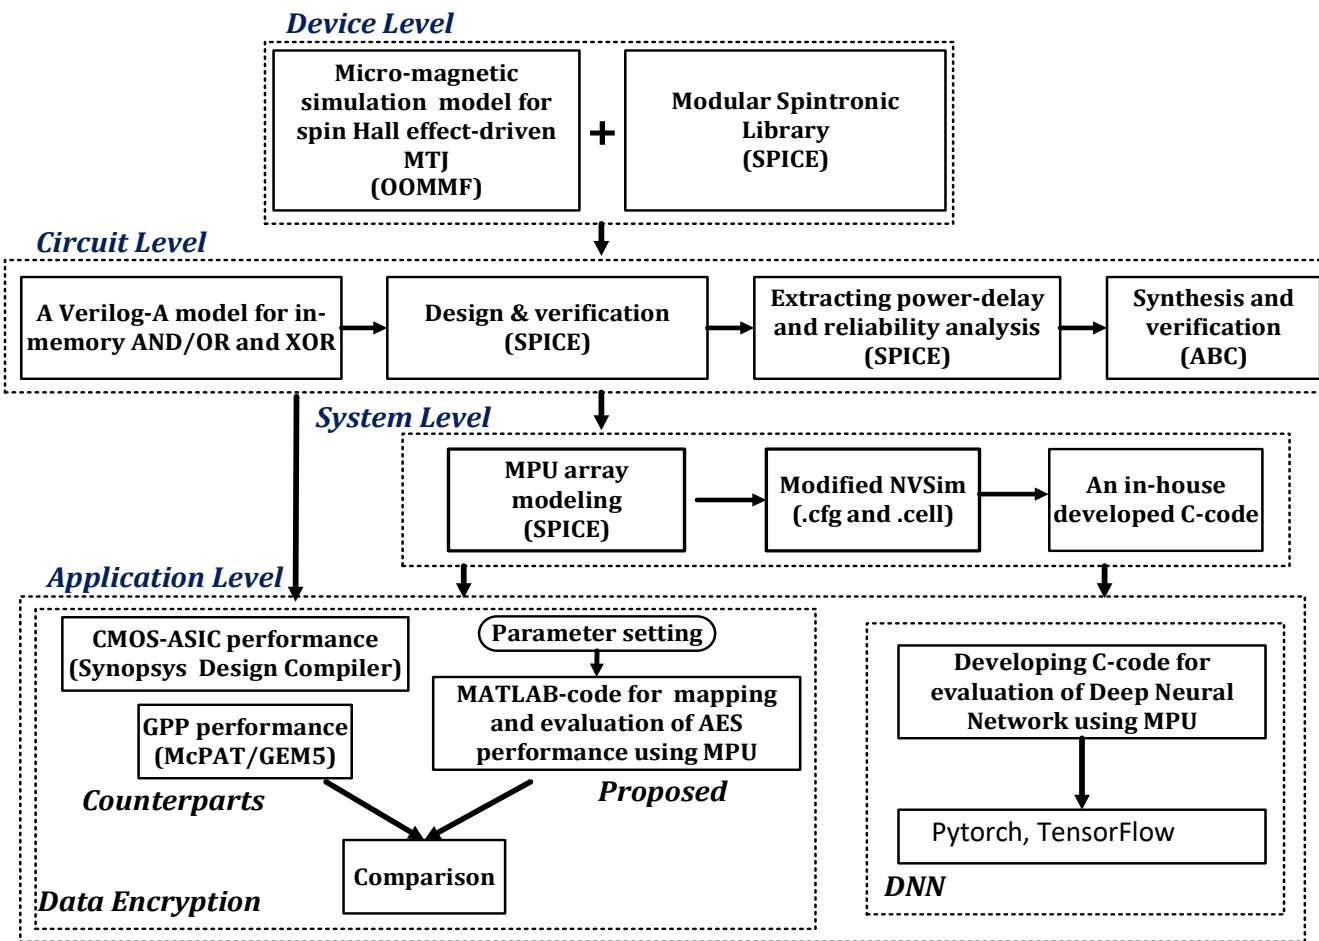 Device Level
Micro-magnetic
simulation model for
spin Hall effect-driven
MTJ
(OOMMF)
+
Modular Spintronic
Library
(SPICE)
Circuit Level
A Verilog-A model for in-
memory AND/OR and XOR
Design & verification
(SPICE)
Extracting power-delay
and reliability analysis
(SPICE)
Synthesis and
verification
(ABC)
System Level
MPU array
modeling
(SPICE)
Modified NVSim
(.cfg and .cell)
An in-house
developed C-code
Application Level
CMOS-ASIC performance
(Synopsys Design Compiler)
GPP performance
(McPAT/GEM5)
Counterparts
Parameter setting
MATLAB-code for mapping
and evaluation of AES
performance using MPU
Proposed
Comparison
Data Encryption
Developing C-code for
evaluation of Deep Neural
Network using MPU
Pytorch, TensorFlow
DNN